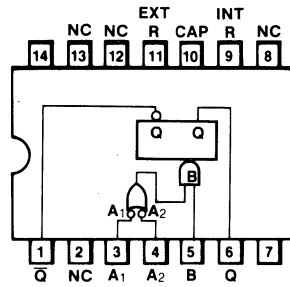 EXT INT
NC NC R CAP R NC
14 13 12 11 10 9 8
Q Q
B
A1 A2
1 2 3 4 5 6 7
Q̅ NC A1 A2 B Q